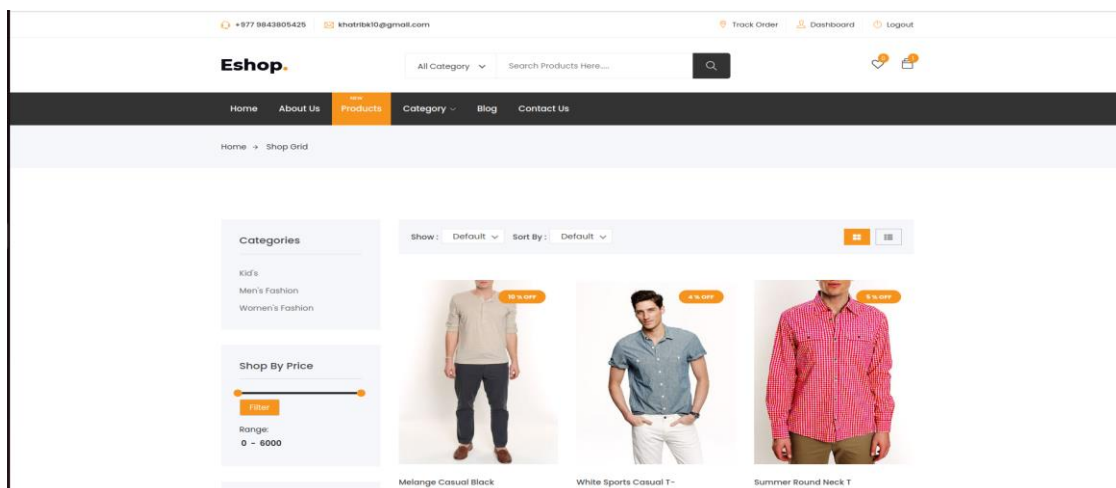 +977 9843805425 khatribk10@gmail.com Track Order Dashboard Logout
Eshop. All Category Search Products Here..... 0 1
New
Home About Us Products Category Blog Contact Us
Home → Shop Grid
Categories
Kid's
Men's Fashion
Women's Fashion
Shop By Price
Filter
Range:
0 - 6000
Show : Default Sort By : Default
10 % OFF 4 % OFF 5 % OFF
Melange Casual Black White Sports Casual T- Summer Round Neck T